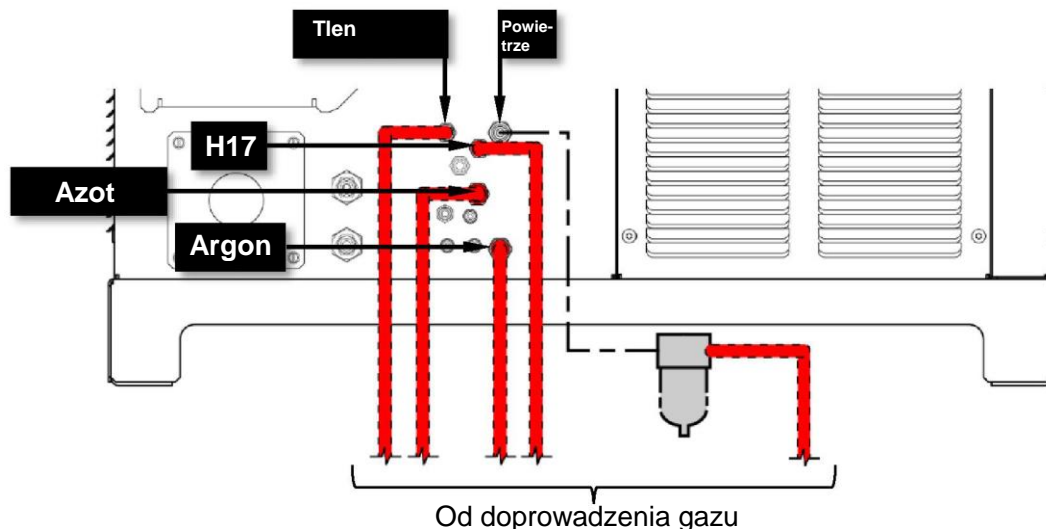 Tlen
Powie-
trze
H17
Azot
Argon
Od doprowadzenia gazu